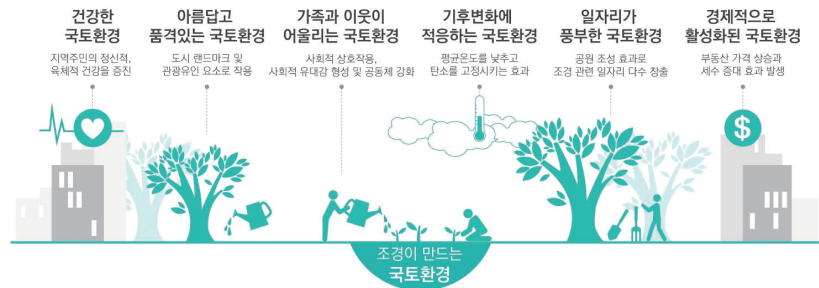 건강한
국토환경
지역주민의 정신적,
육체적 건강을 증진
아름답고
품격있는 국토환경
도시 랜드마크 및
관광유인 요소로 작용
가족과 이웃이
어울리는 국토환경
사회적 상호작용,
사회적 유대감 형성 및 공동체 강화
기후변화에
적응하는 국토환경
평균온도를 낮추고
탄소를 고정시키는 효과
일자리가
풍부한 국토환경
공원 조성 효과로
조경 관련 일자리 다수 창출
경제적으로
활성화된 국토환경
부동산 가격 상승과
세수 증대 효과 발생
$
조경이 만드는
국토환경